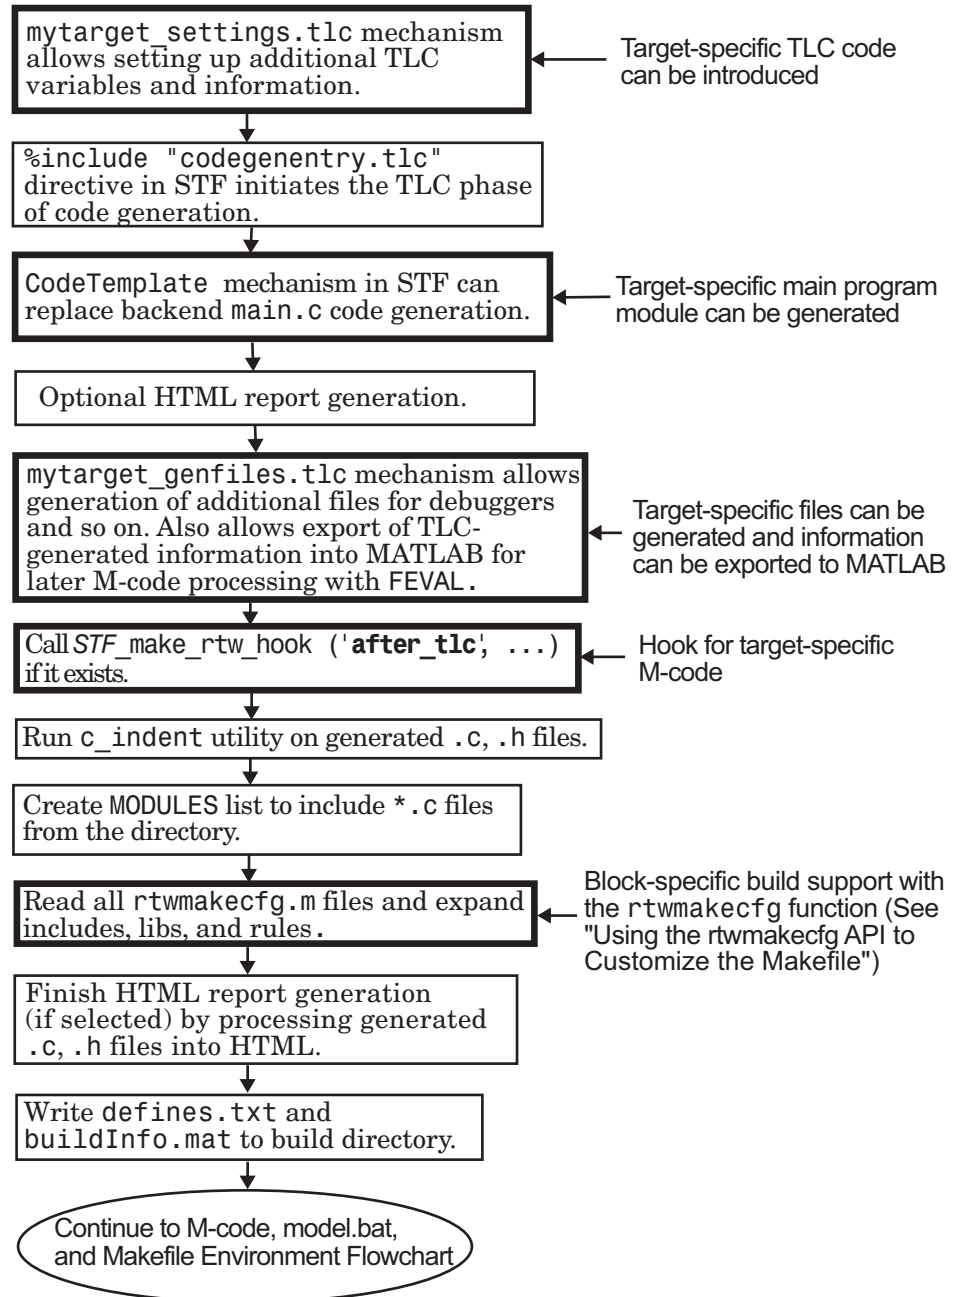 mytarget_settings.tlc mechanism
allows setting up additional TLC
variables and information.
Target-specific TLC code
can be introduced
%include "codegenentry.tlc"
directive in STF initiates the TLC phase
of code generation.
CodeTemplate mechanism in STF can
replace backend main.c code generation.
Target-specific main program
module can be generated
Optional HTML report generation.
mytarget_genfiles.tlc mechanism allows
generation of additional files for debuggers
and so on. Also allows export of TLC-
generated information into MATLAB for
later M-code processing with FEVAL.
Target-specific files can be
generated and information
can be exported to MATLAB
Call STF_make_rtw_hook ('after_tlc', ...)
if it exists.
Hook for target-specific
M-code
Run c_indent utility on generated .c, .h files.
Create MODULES list to include *.c files
from the directory.
Read all rtwmakecfg.m files and expand
includes, libs, and rules.
Block-specific build support with
the rtwmakecfg function (See
"Using the rtwmakecfg API to
Customize the Makefile")
Finish HTML report generation
(if selected) by processing generated
.c, .h files into HTML.
Write defines.txt and
buildInfo.mat to build directory.
Continue to M-code, model.bat,
and Makefile Environment Flowchart